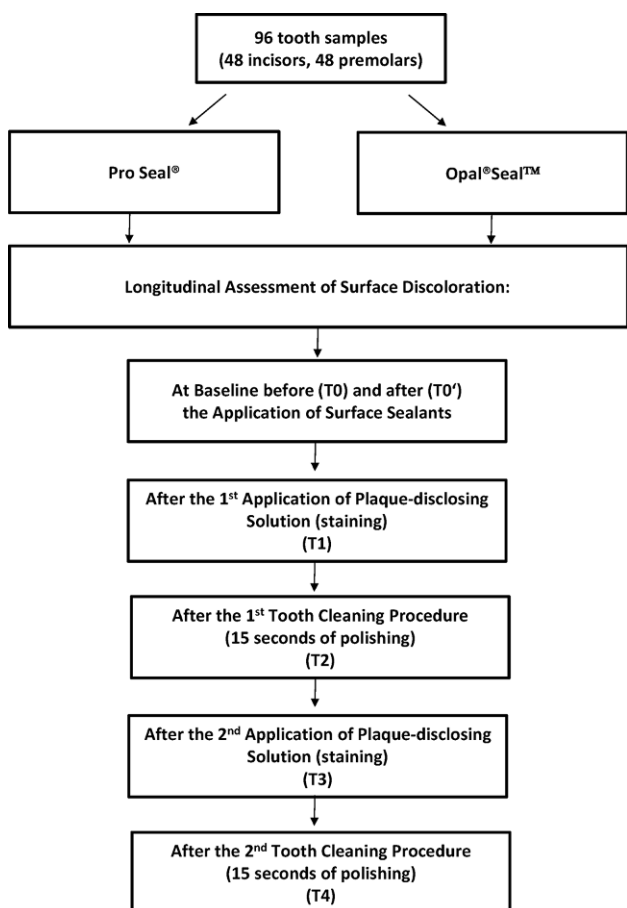 96 tooth samples
(48 incisors, 48 premolars)
Pro Seal®
Opal®Seal™
Longitudinal Assessment of Surface Discoloration:
At Baseline before (T0) and after (T0‘)
the Application of Surface Sealants
After the 1st Application of Plaque-disclosing
Solution (staining)
(T1)
After the 1st Tooth Cleaning Procedure
(15 seconds of polishing)
(T2)
After the 2nd Application of Plaque-disclosing
Solution (staining)
(T3)
After the 2nd Tooth Cleaning Procedure
(15 seconds of polishing)
(T4)